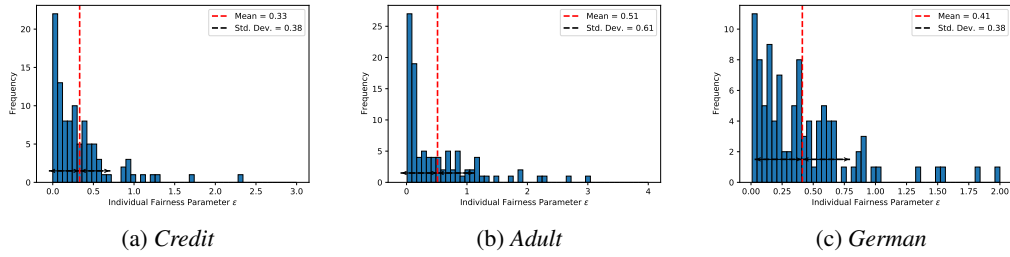 Mean = 0.33
Std. Dev. = 0.38
Frequency
20
15
10
5
0
0.0 0.5 1.0 1.5 2.0 2.5 3.0
Individual Fairness Parameter ε
(a) Credit
Mean = 0.51
Std. Dev. = 0.61
Frequency
25
20
15
10
5
0
0 1 2 3 4
Individual Fairness Parameter ε
(b) Adult
Mean = 0.41
Std. Dev. = 0.38
Frequency
10
8
6
4
2
0
0.00 0.25 0.50 0.75 1.00 1.25 1.50 1.75 2.00
Individual Fairness Parameter ε
(c) German